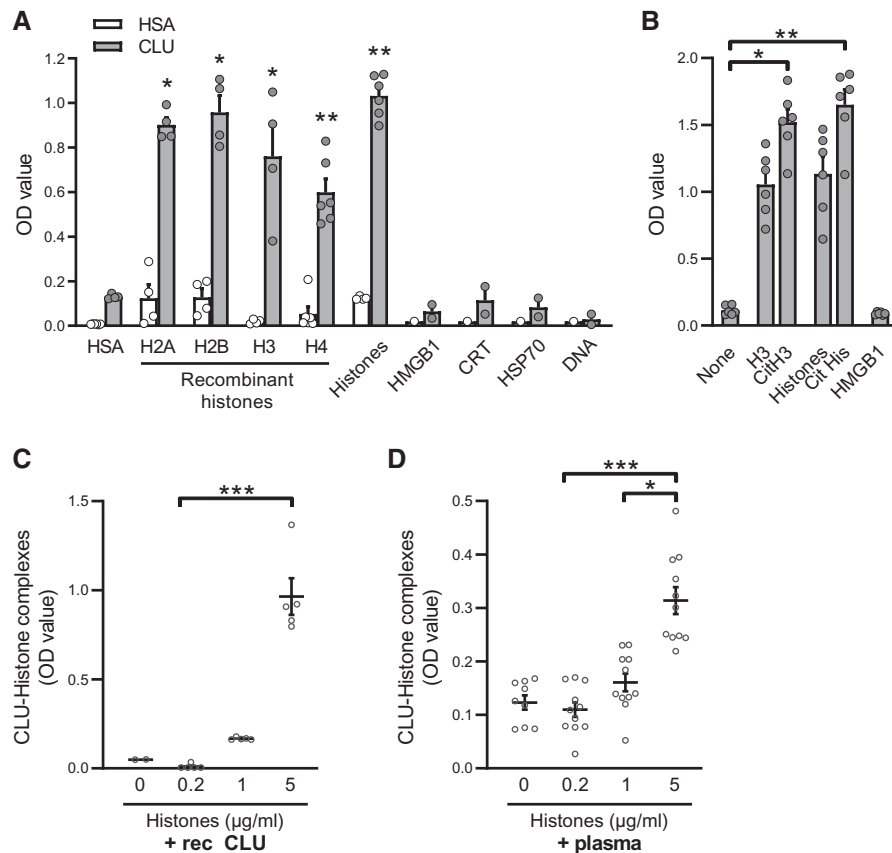 A
HSA
CLU
OD value
1.2
1.0
0.8
0.6
0.4
0.2
0.0
* * * ** **
HSA H2A H2B H3 H4 Histones HMGB1 CRT HSP70 DNA
Recombinant
histones
B
**
*
OD value
2.0
1.5
1.0
0.5
0.0
None H3 CitH3 Histones Cit His HMGB1
C
***
CLU-Histone complexes
(OD value)
1.5
1.0
0.5
0.0
0 0.2 1 5
Histones (µg/ml)
+ rec CLU
D
***
*
CLU-Histone complexes
(OD value)
0.5
0.4
0.3
0.2
0.1
0.0
0 0.2 1 5
Histones (µg/ml)
+ plasma